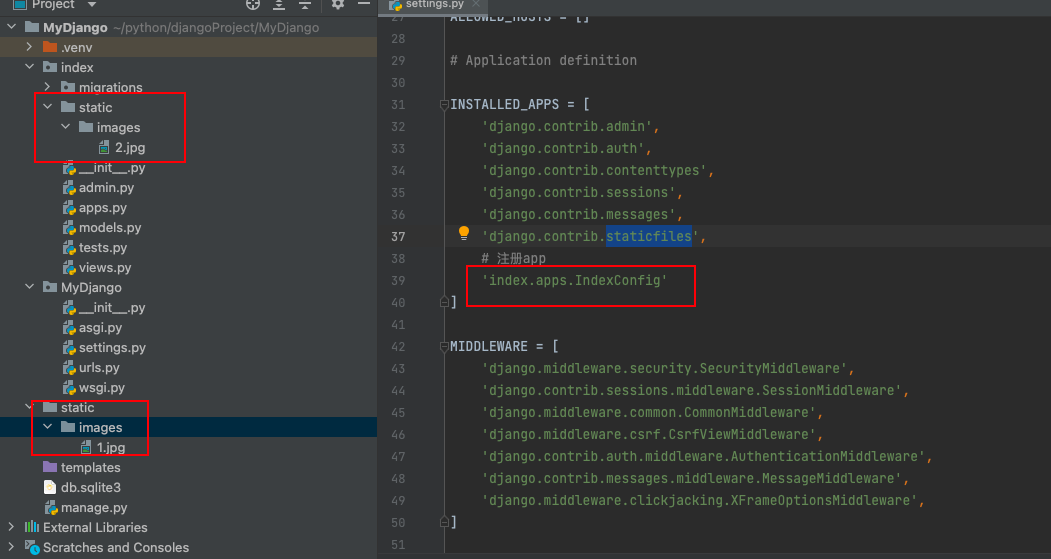 Project
MyDjango ~/python/djangoProject/MyDjango
.venv
index
migrations
static
images
2.jpg
__init__.py
admin.py
apps.py
models.py
tests.py
views.py
MyDjango
__init__.py
asgi.py
settings.py
urls.py
wsgi.py
static
images
1.jpg
templates
db.sqlite3
manage.py
External Libraries
Scratches and Consoles
settings.py
27 ALLOWED_HOSTS = []
28
29 # Application definition
30
31 INSTALLED_APPS = [
32 'django.contrib.admin',
33 'django.contrib.auth',
34 'django.contrib.contenttypes',
35 'django.contrib.sessions',
36 'django.contrib.messages',
37 'django.contrib.staticfiles',
38 # 注册app
39 'index.apps.IndexConfig'
40 ]
41
42 MIDDLEWARE = [
43 'django.middleware.security.SecurityMiddleware',
44 'django.contrib.sessions.middleware.SessionMiddleware',
45 'django.middleware.common.CommonMiddleware',
46 'django.middleware.csrf.CsrfViewMiddleware',
47 'django.contrib.auth.middleware.AuthenticationMiddleware',
48 'django.contrib.messages.middleware.MessageMiddleware',
49 'django.middleware.clickjacking.XFrameOptionsMiddleware',
50 ]
51